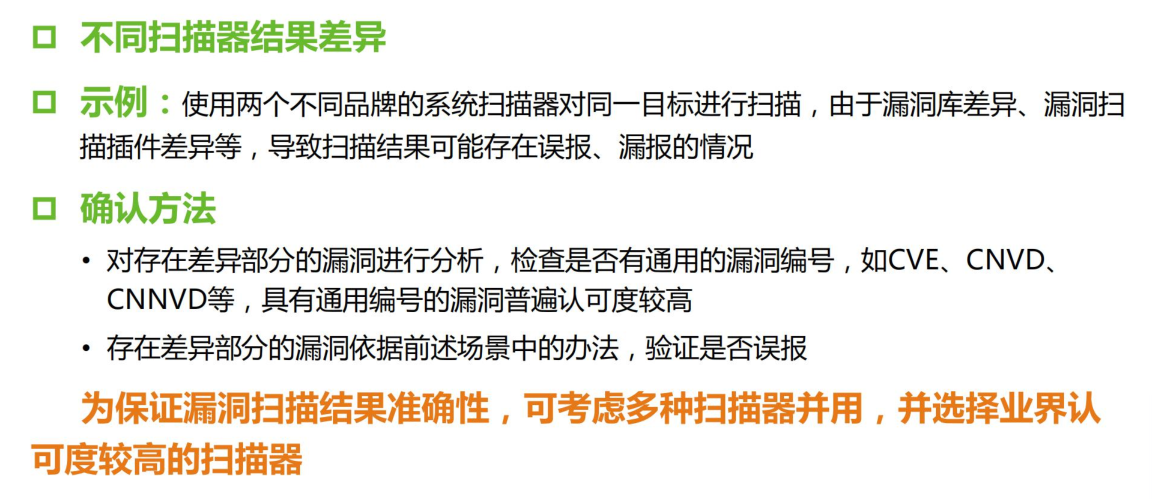 不同扫描器结果差异
示例：使用两个不同品牌的系统扫描器对同一目标进行扫描，由于漏洞库差异、漏洞扫
描插件差异等，导致扫描结果可能存在误报、漏报的情况
确认方法
• 对存在差异部分的漏洞进行分析，检查是否有通用的漏洞编号，如CVE、CNVD、
CNNVD等，具有通用编号的漏洞普遍认可度较高
• 存在差异部分的漏洞依据前述场景中的办法，验证是否误报
为保证漏洞扫描结果准确性，可考虑多种扫描器并用，并选择业界认
可度较高的扫描器